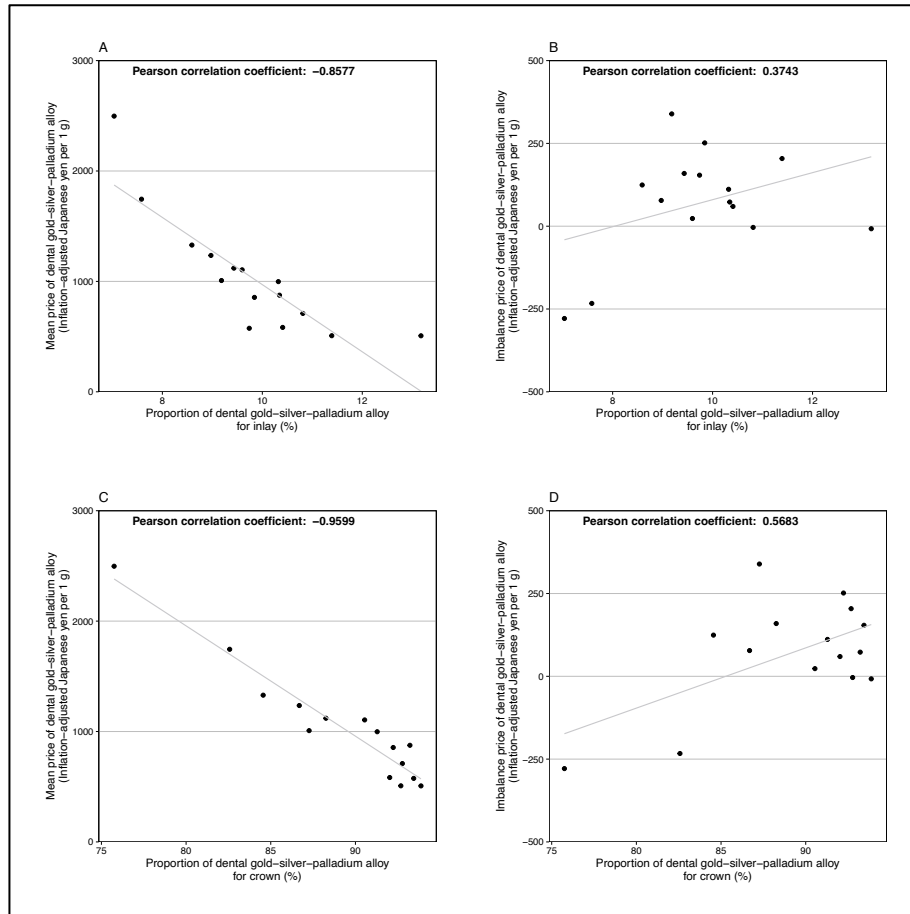 A
Pearson correlation coefficient: −0.8577
3000
2000
1000
0
Mean price of dental gold−silver−palladium alloy
(Inflation−adjusted Japanese yen per 1 g)
8
10
12
Proportion of dental gold−silver−palladium alloy
for inlay (%)
B
Pearson correlation coefficient: 0.3743
500
250
0
−250
−500
Imbalance price of dental gold−silver−palladium alloy
(Inflation−adjusted Japanese yen per 1 g)
8
10
12
Proportion of dental gold−silver−palladium alloy
for inlay (%)
C
Pearson correlation coefficient: −0.9599
3000
2000
1000
0
Mean price of dental gold−silver−palladium alloy
(Inflation−adjusted Japanese yen per 1 g)
75
80
85
90
Proportion of dental gold−silver−palladium alloy
for crown (%)
D
Pearson correlation coefficient: 0.5683
500
250
0
−250
−500
Imbalance price of dental gold−silver−palladium alloy
(Inflation−adjusted Japanese yen per 1 g)
75
80
85
90
Proportion of dental gold−silver−palladium alloy
for crown (%)